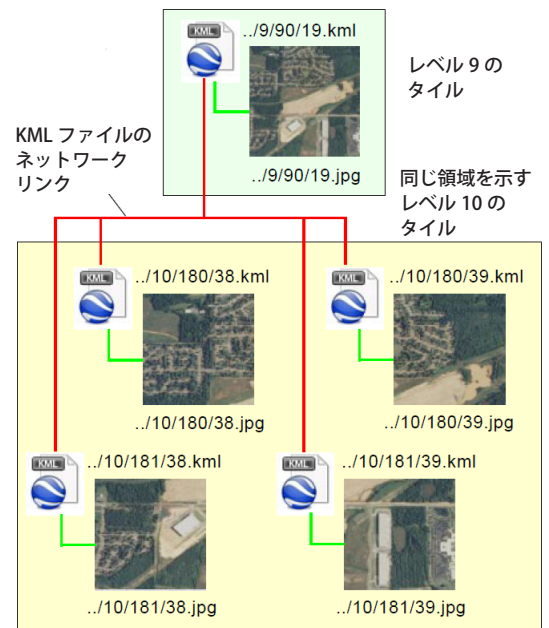 KML
../9/90/19.kml
../9/90/19.jpg
レベル 9 の
タイル
KML ファイルの
ネットワーク
リンク
同じ領域を示す
レベル 10 の
タイル
KML
../10/180/38.kml
../10/180/38.jpg
KML
../10/180/39.kml
../10/180/39.jpg
KML
../10/181/38.kml
../10/181/38.jpg
KML
../10/181/39.kml
../10/181/39.jpg